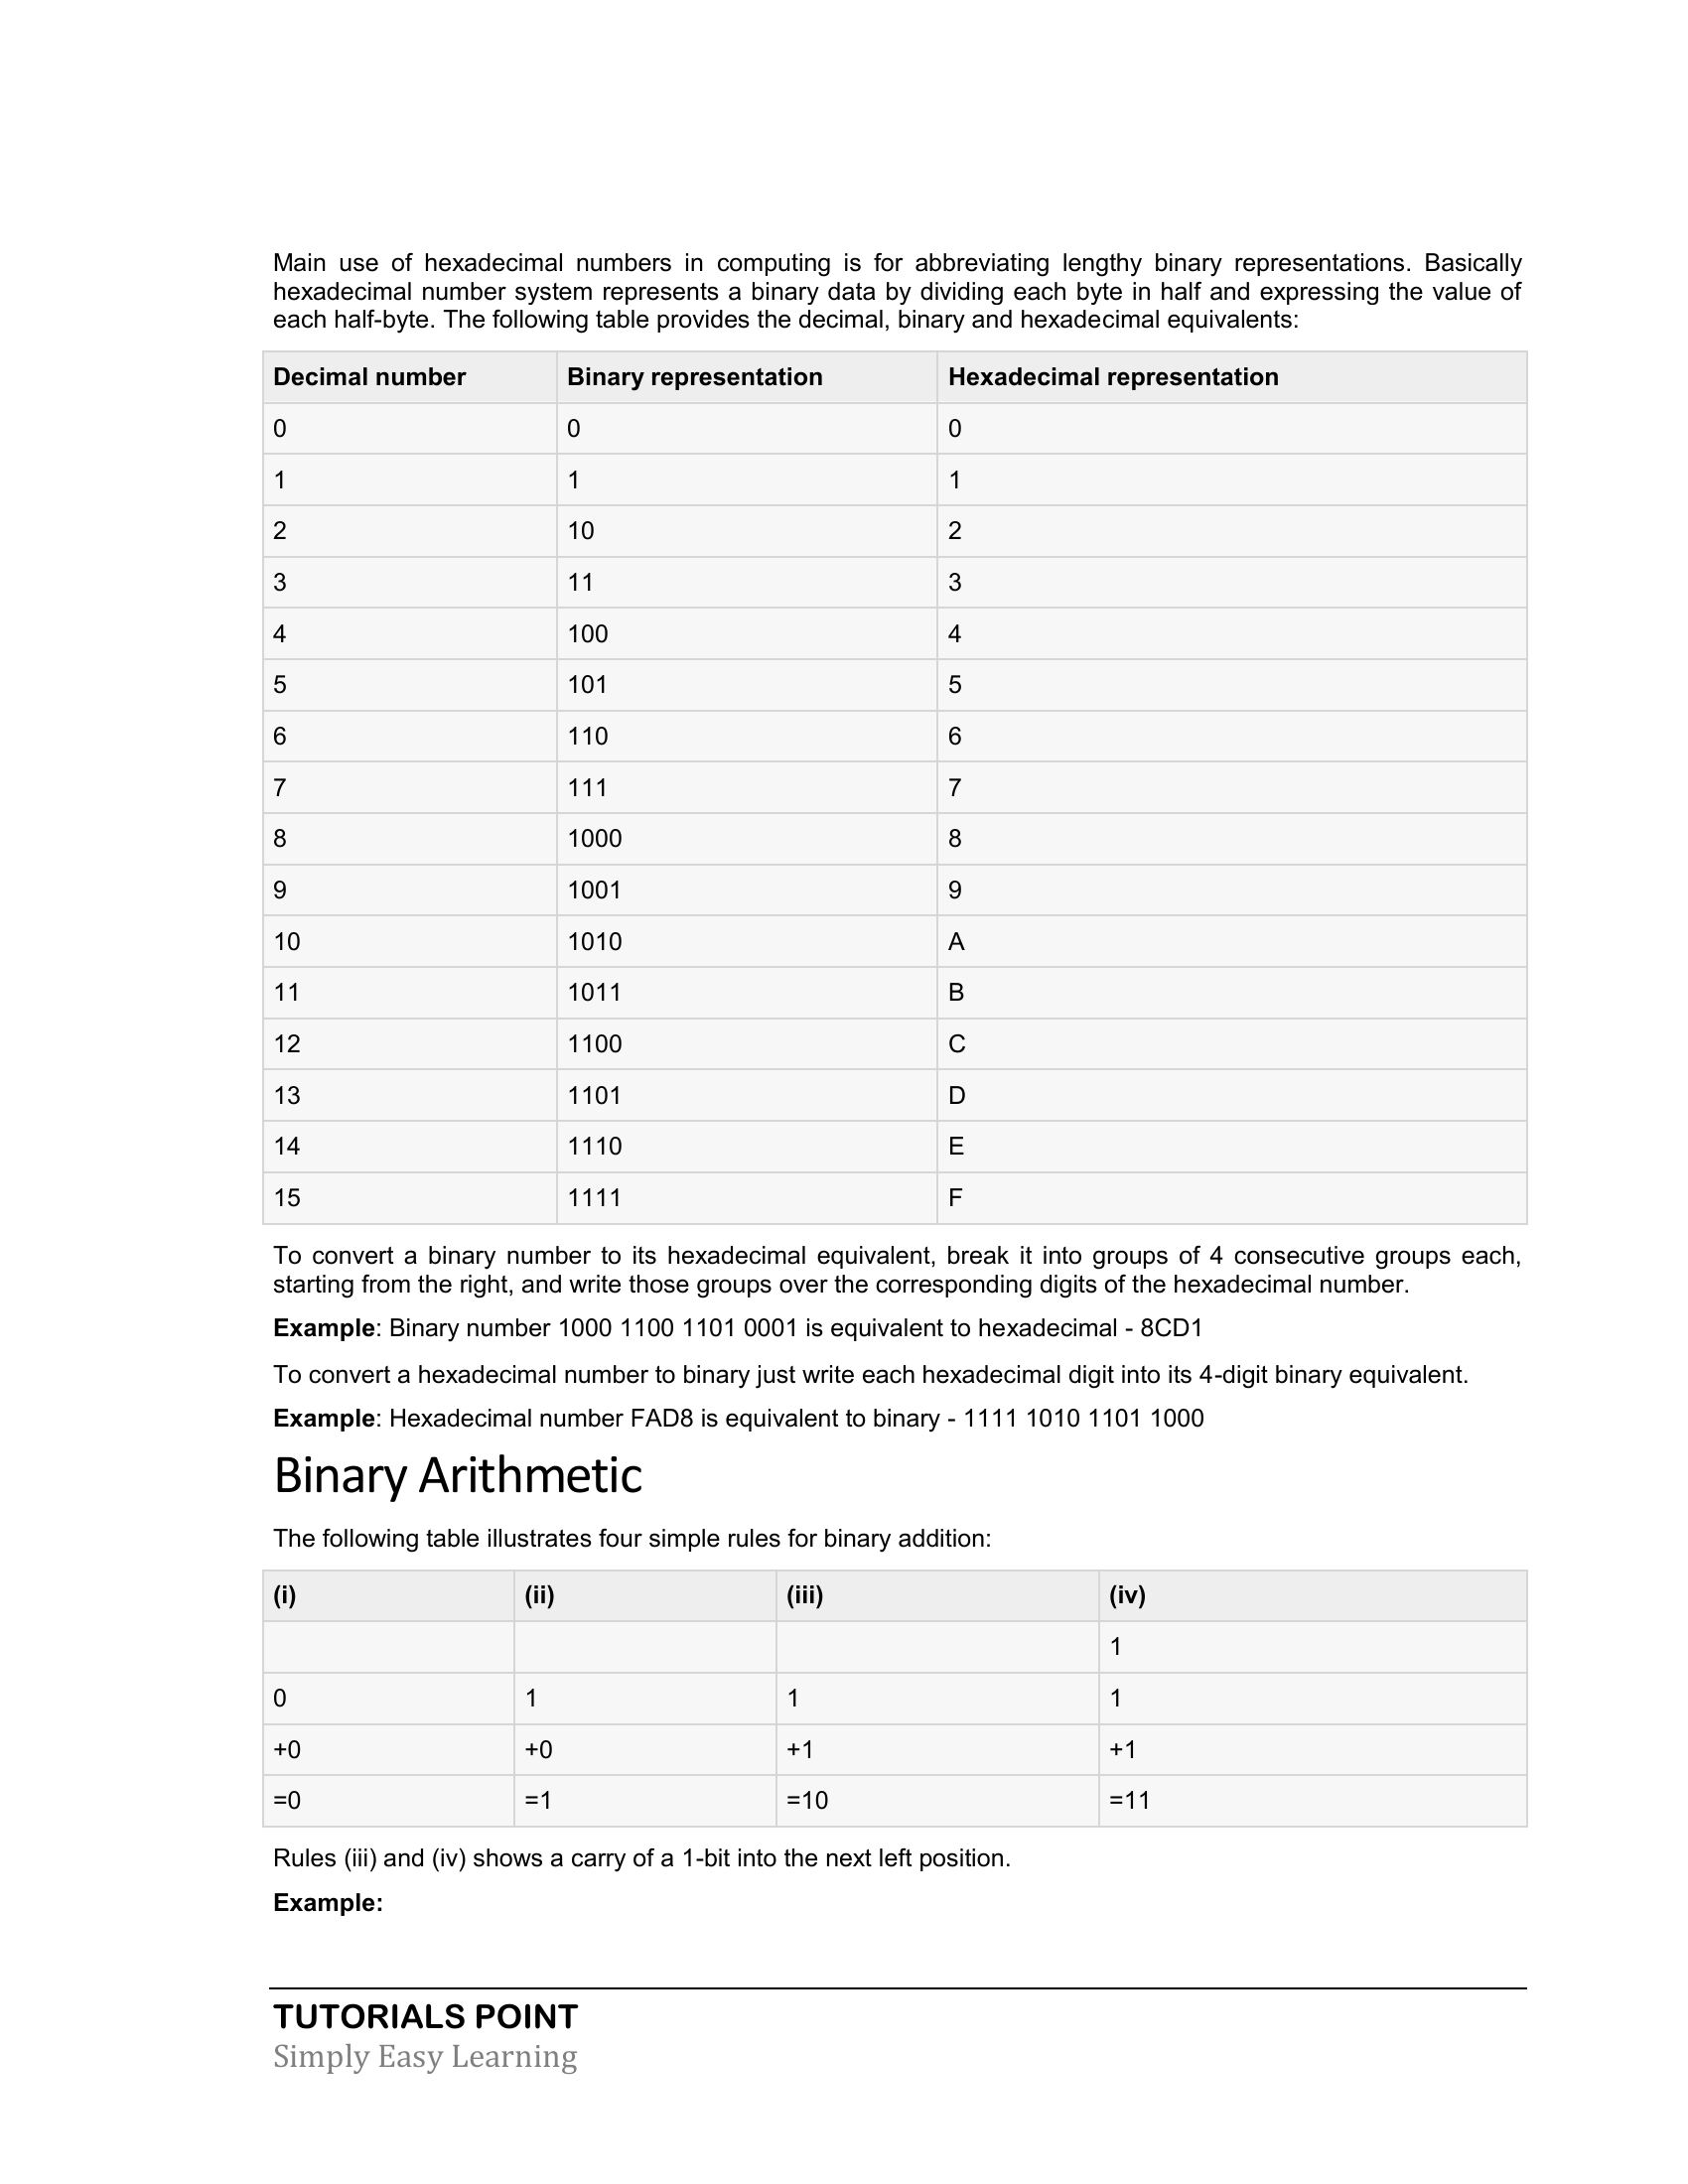 Main use of hexadecimal numbers in computing is for abbreviating lengthy binary representations. Basically
hexadecimal number system represents a binary data by dividing each byte in half and expressing the value of
each half-byte. The following table provides the decimal, binary and hexadecimal equivalents:
Decimal number Binary representation Hexadecimal representation
0 0 0
1 1 1
2 10 2
3 11 3
4 100 4
5 101 5
6 110 6
7 111 7
8 1000 8
9 1001 9
10 1010 A
11 1011 B
12 1100 C
13 1101 D
14 1110 E
15 1111 F
To convert a binary number to its hexadecimal equivalent, break it into groups of 4 consecutive groups each,
starting from the right, and write those groups over the corresponding digits of the hexadecimal number.
Example: Binary number 1000 1100 1101 0001 is equivalent to hexadecimal - 8CD1
To convert a hexadecimal number to binary just write each hexadecimal digit into its 4-digit binary equivalent.
Example: Hexadecimal number FAD8 is equivalent to binary - 1111 1010 1101 1000
Binary Arithmetic
The following table illustrates four simple rules for binary addition:
(i) (ii) (iii) (iv)
1
0 1 1 1
+0 +0 +1 +1
=0 =1 =10 =11
Rules (iii) and (iv) shows a carry of a 1-bit into the next left position.
Example:
TUTORIALS POINT
Simply Easy Learning